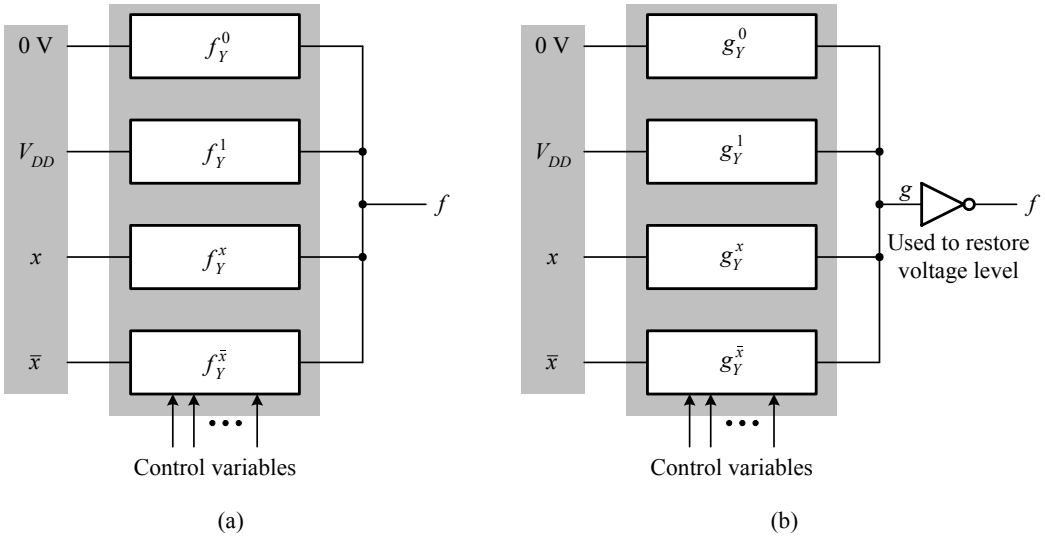 0 V
f_Y^0
V_DD
f_Y^1
f
x
f_Y^x
x̄
f_Y^x̄
Control variables
(a)
0 V
g_Y^0
V_DD
g_Y^1
g
f
Used to restore
voltage level
x
g_Y^x
x̄
g_Y^x̄
Control variables
(b)